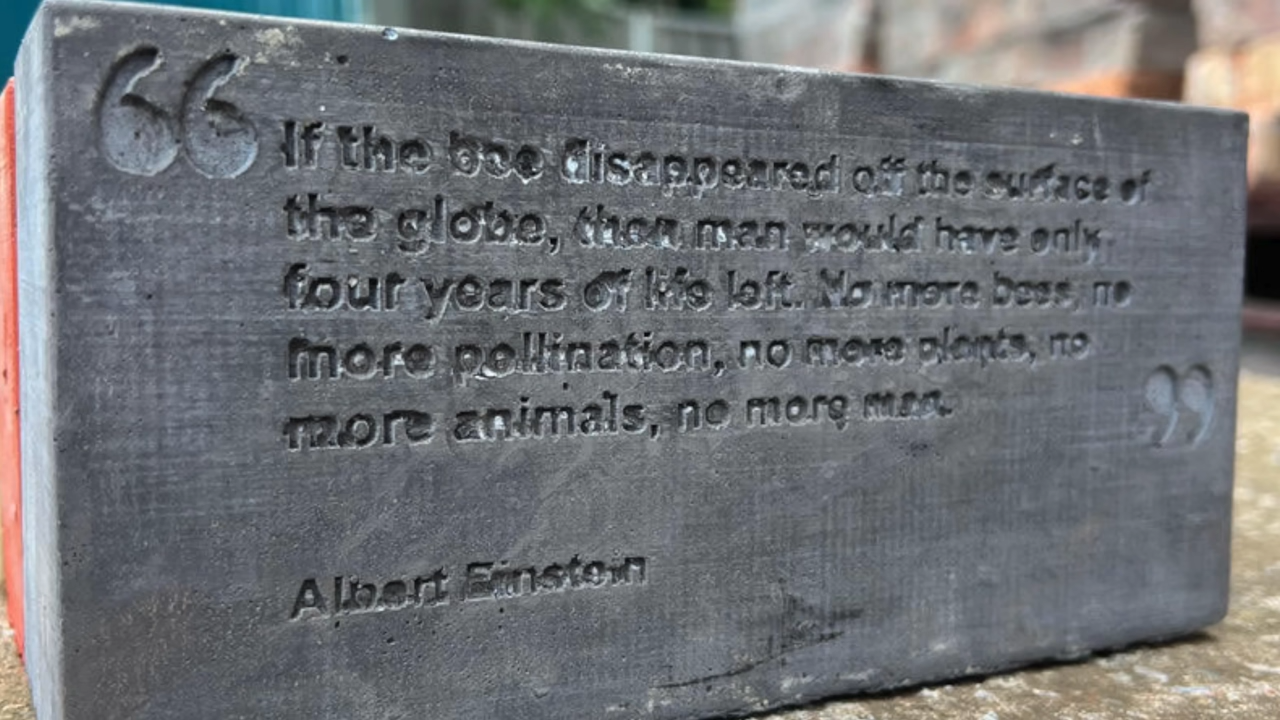 “If the bee disappeared off the surface of
the globe, then man would have only
four years of life left. No more bees, no
more pollination, no more plants, no
more animals, no more man.”
Albert Einstein